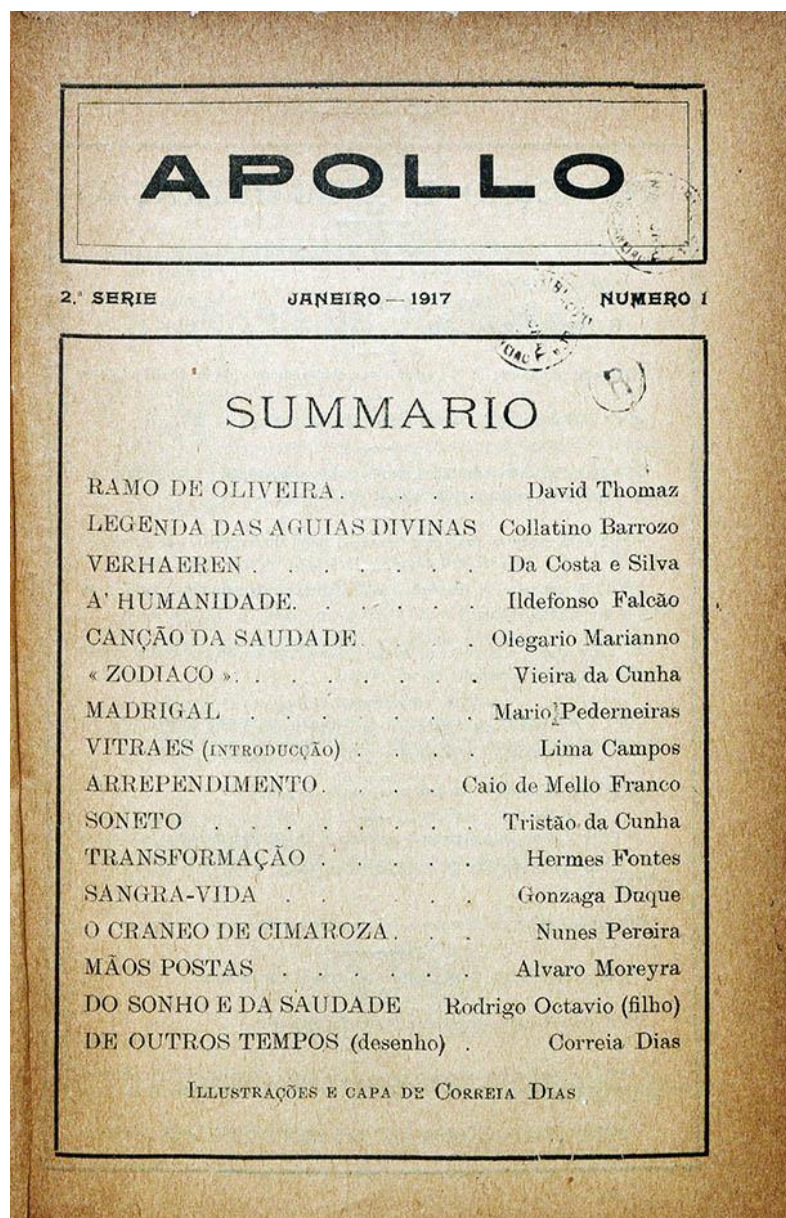 APOLLO
2.ª SERIE JANEIRO — 1917 NUMERO 1
SUMMARIO
RAMO DE OLIVEIRA . . . . David Thomaz
LEGENDA DAS AGUIAS DIVINAS Collatino Barrozo
VERHAEREN . . . . . . . Da Costa e Silva
A' HUMANIDADE . . . . . . Ildefonso Falcão
CANÇÃO DA SAUDADE . . Olegario Marianno
« ZODIACO » . . . . . . . Vieira da Cunha
MADRIGAL . . . . . . Mario Pederneiras
VITRAES (INTRODUCÇÃO) . . . . Lima Campos
ARREPENDIMENTO . . . . Caio de Mello Franco
SONETO . . . . . . . . Tristão da Cunha
TRANSFORMAÇÃO . . . . . Hermes Fontes
SANGRA-VIDA . . . . . Gonzaga Duque
O CRANEO DE CIMAROZA . . . Nunes Pereira
MÃOS POSTAS . . . . . . Alvaro Moreyra
DO SONHO E DA SAUDADE Rodrigo Octavio (filho)
DE OUTROS TEMPOS (desenho) . Correia Dias
ILLUSTRAÇÕES E CAPA DE CORREIA DIAS